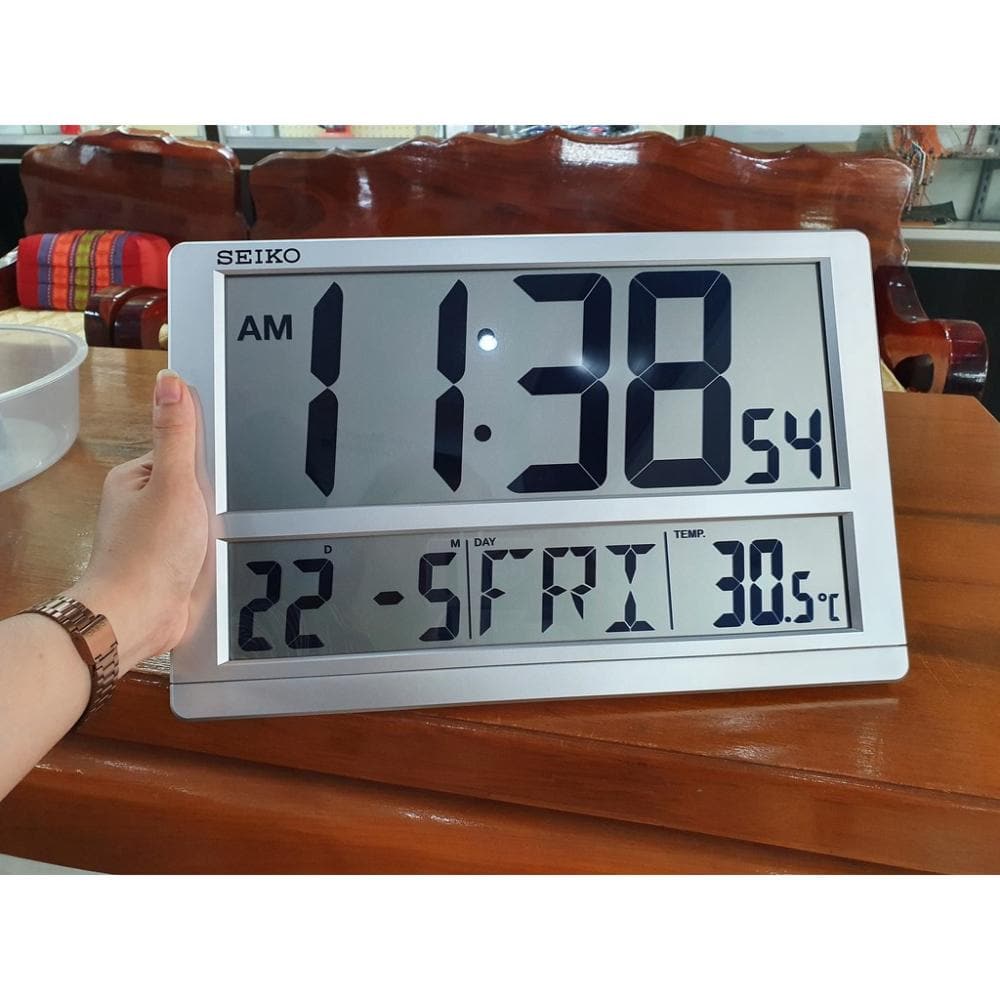 SEIKO
AM 11:38 54
D M DAY TEMP.
22 -5 FRI 30.5°C